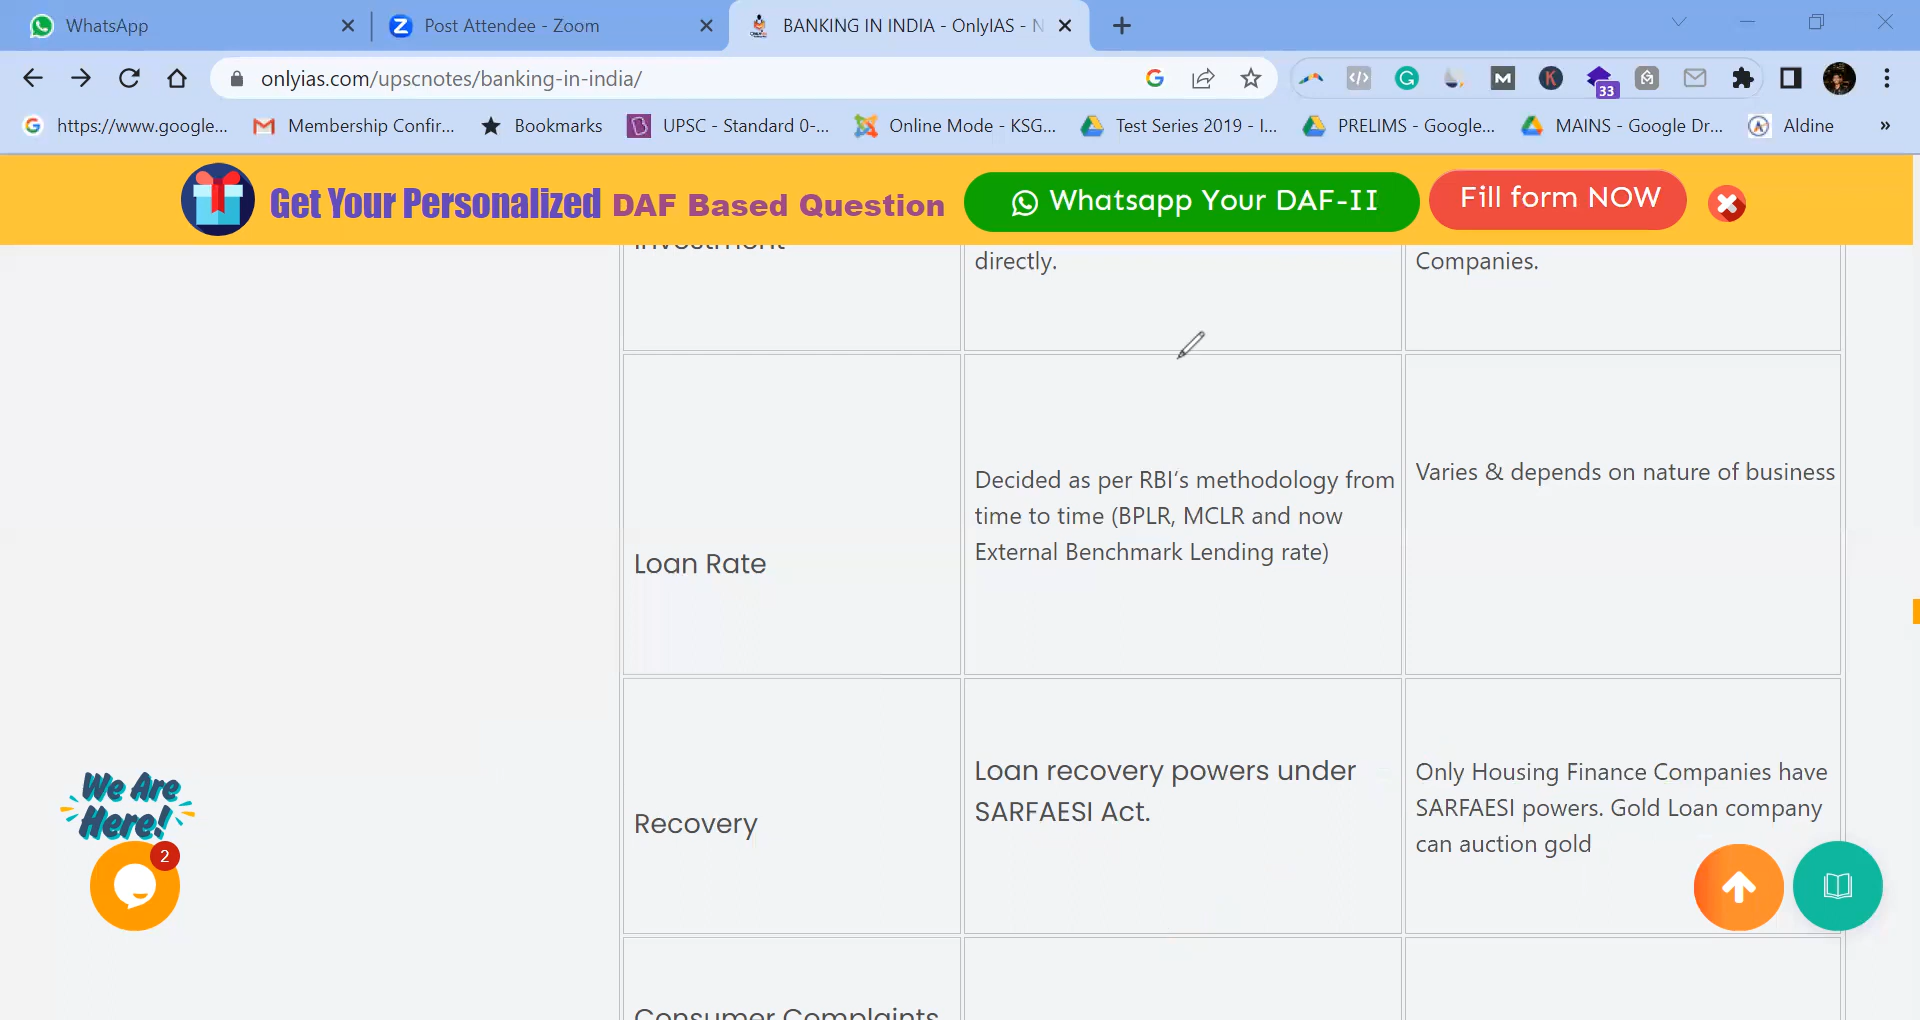 WhatsApp
Post Attendee - Zoom
BANKING IN INDIA - OnlyIAS - N
onlyias.com/upscnotes/banking-in-india/
33
https://www.google...
Membership Confir...
Bookmarks
UPSC - Standard 0-...
Online Mode - KSG...
Test Series 2019 - I...
PRELIMS - Google...
MAINS - Google Dr...
Aldine
»
Get Your Personalized DAF Based Question
Whatsapp Your DAF-II
Fill form NOW
Investment
directly.
Companies.
Loan Rate
Decided as per RBI's methodology from
time to time (BPLR, MCLR and now
External Benchmark Lending rate)
Varies & depends on nature of business
Recovery
Loan recovery powers under
SARFAESI Act.
Only Housing Finance Companies have
SARFAESI powers. Gold Loan company
can auction gold
We Are
Here!
2
Consumer Complaints